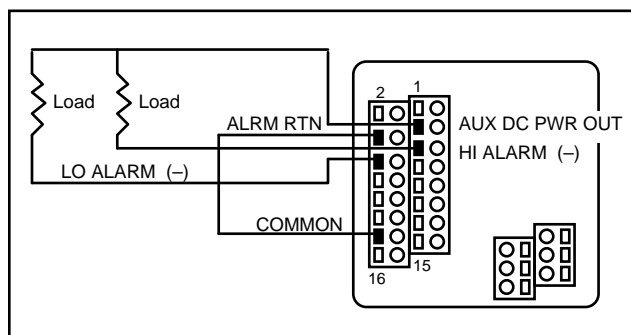 2
1
Load
Load
ALRM RTN
AUX DC PWR OUT
HI ALARM (–)
LO ALARM (–)
COMMON
15
16